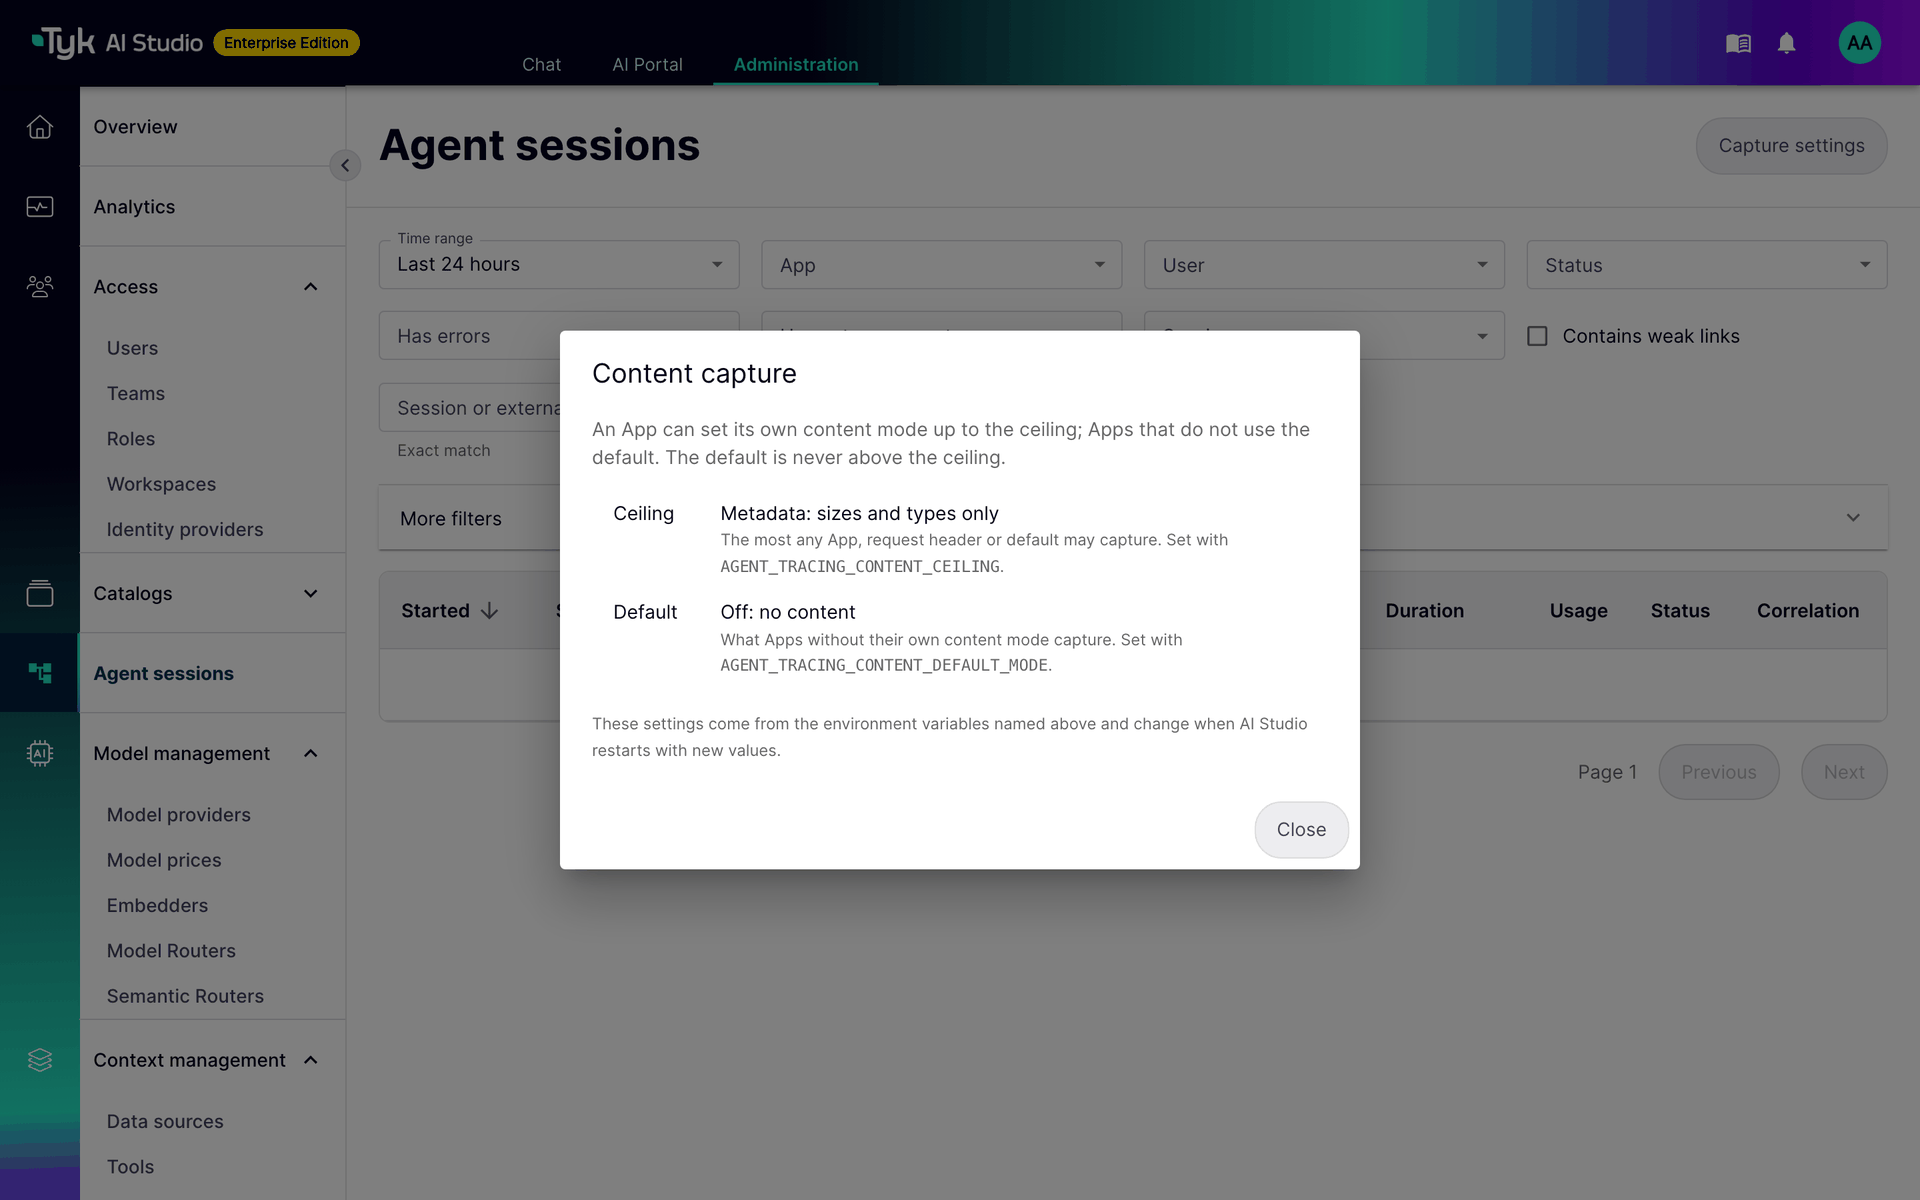 Tyk AI Studio Enterprise Edition
Chat
AI Portal
Administration
AA
Overview
Analytics
Access
Users
Teams
Roles
Workspaces
Identity providers
Catalogs
Agent sessions
Model management
Model providers
Model prices
Embedders
Model Routers
Semantic Routers
Context management
Data sources
Tools
Agent sessions
Capture settings
Time range
Last 24 hours
App
User
Status
Has errors
Contains weak links
Session or externa
Exact match
More filters
Started
Duration
Usage
Status
Correlation
Page 1
Previous
Next
Content capture
An App can set its own content mode up to the ceiling; Apps that do not use the
default. The default is never above the ceiling.
Ceiling
Metadata: sizes and types only
The most any App, request header or default may capture. Set with
AGENT_TRACING_CONTENT_CEILING.
Default
Off: no content
What Apps without their own content mode capture. Set with
AGENT_TRACING_CONTENT_DEFAULT_MODE.
These settings come from the environment variables named above and change when AI Studio
restarts with new values.
Close